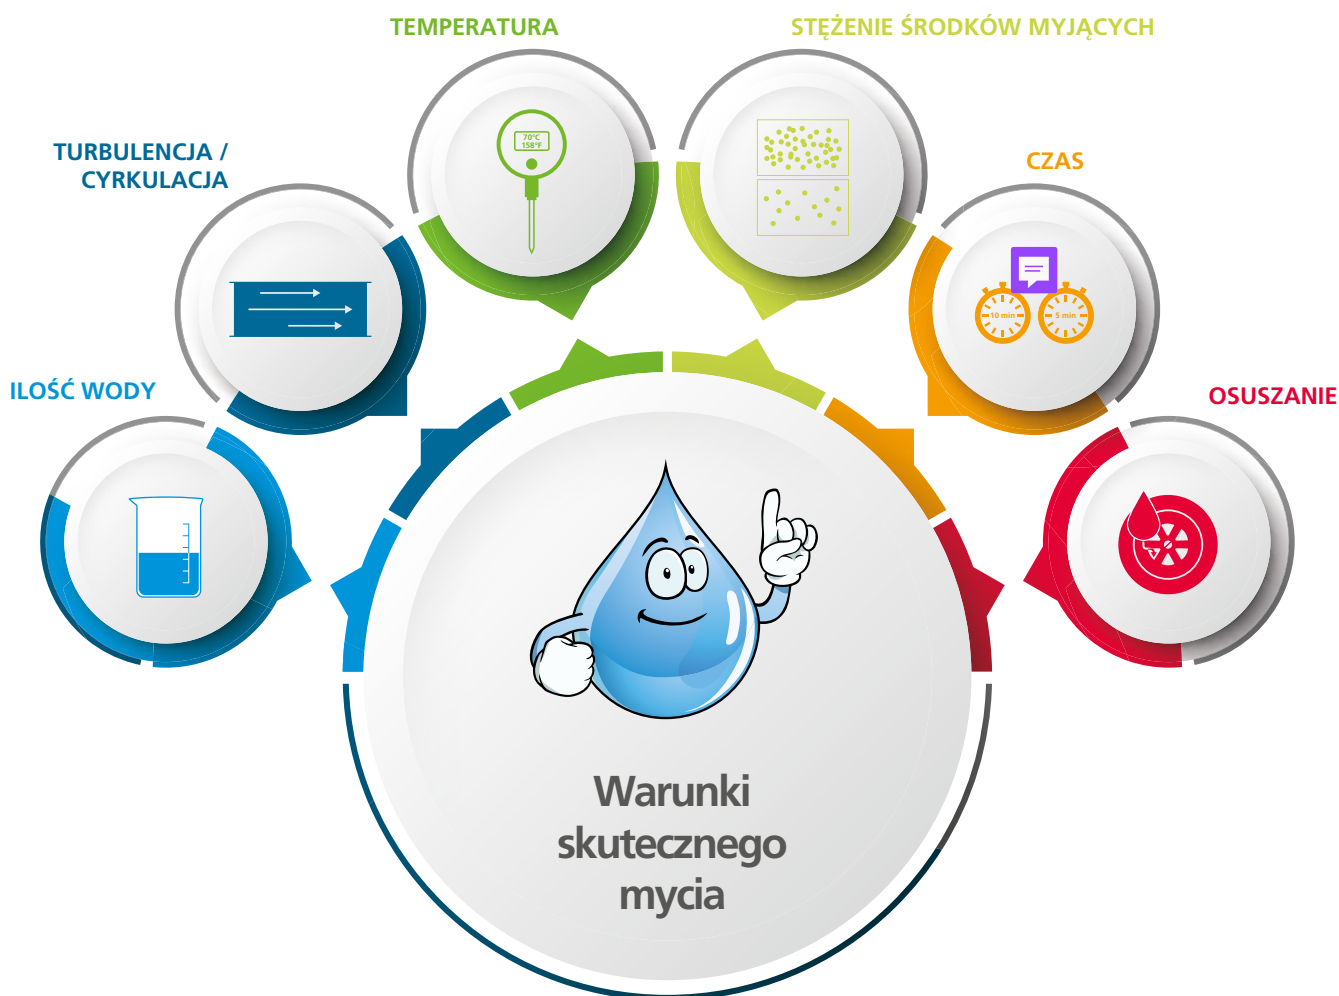 TEMPERATURA
STĘŻENIE ŚRODKÓW MYJĄCYCH
70°C
158°F
TURBULENCJA /
CYRKULACJA
CZAS
10 min
5 min
ILOŚĆ WODY
OSUSZANIE
Warunki
skutecznego
mycia